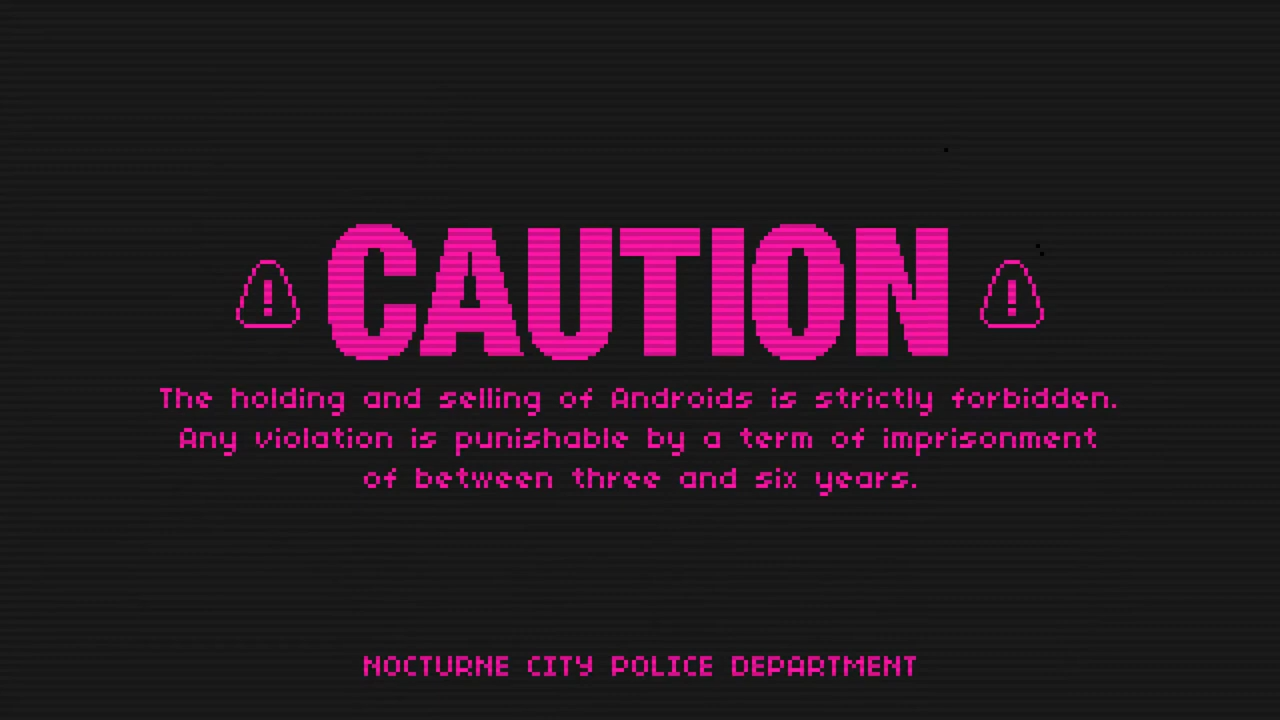 CAUTION
The holding and selling of Androids is strictly forbidden.
Any violation is punishable by a term of imprisonment
of between three and six years.
NOCTURNE CITY POLICE DEPARTMENT